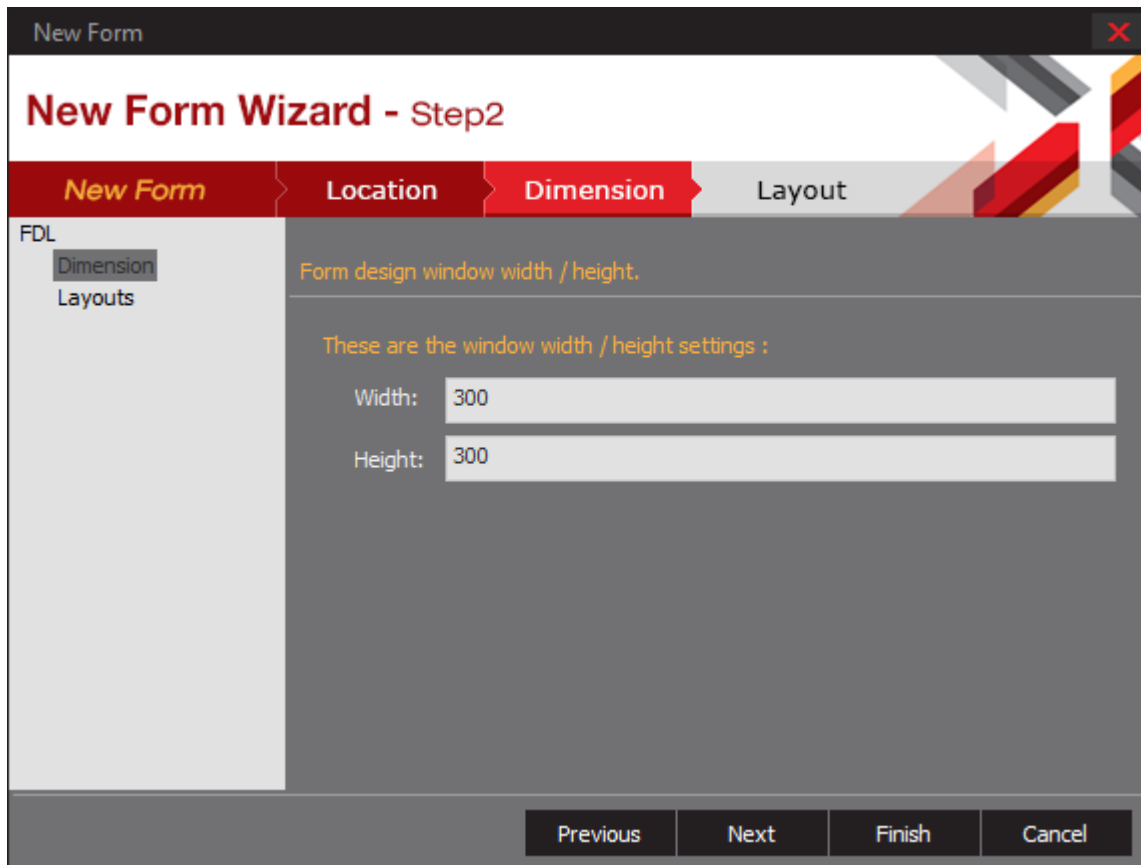 New Form
New Form Wizard - Step2
New Form Location Dimension Layout
FDL
Dimension
Layouts
Form design window width / height.
These are the window width / height settings :
Width: 300
Height: 300
Previous Next Finish Cancel